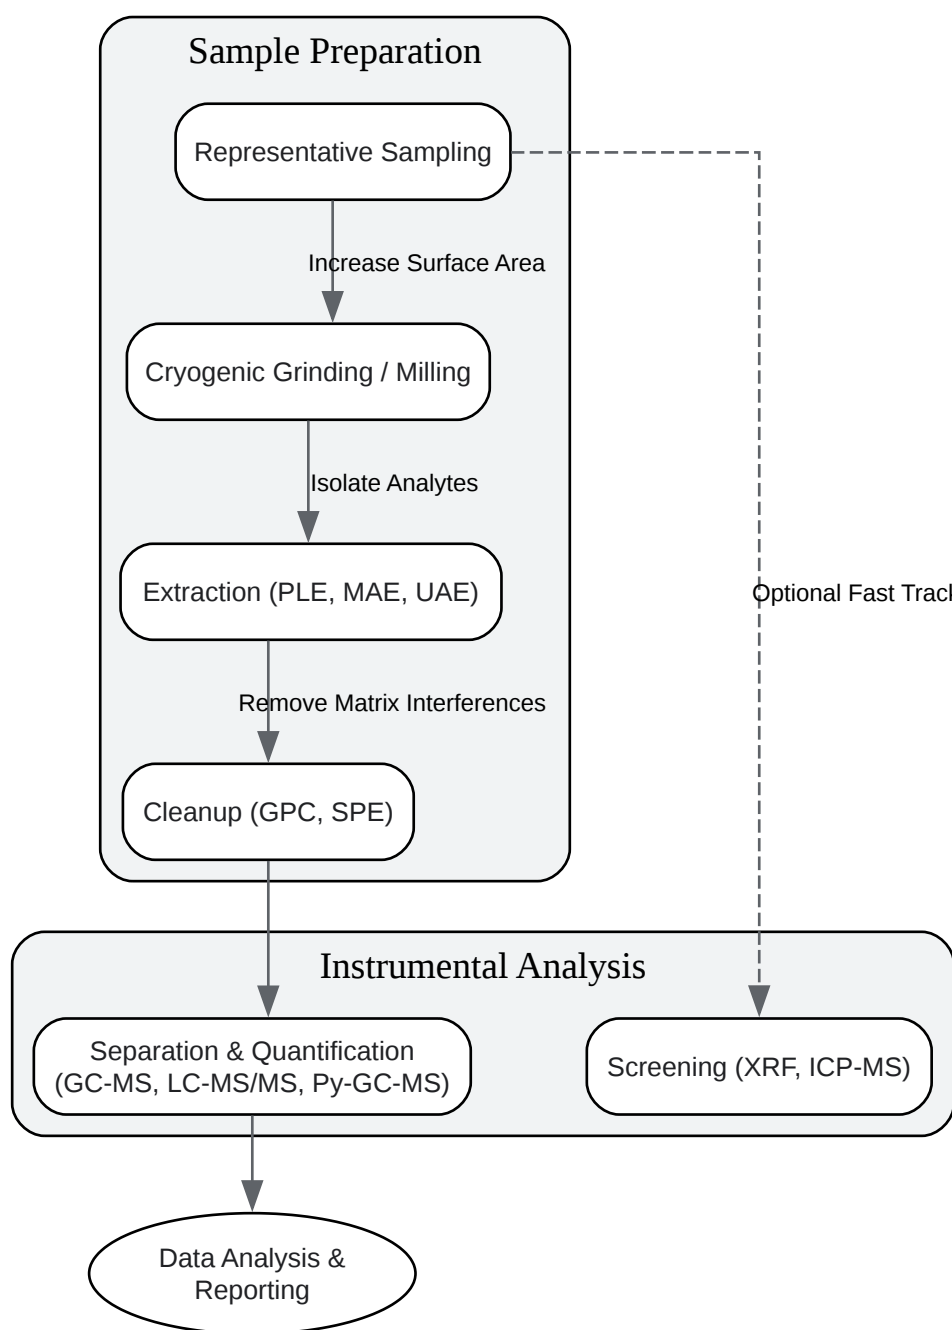 Sample Preparation
Representative Sampling
Increase Surface Area
Cryogenic Grinding / Milling
Isolate Analytes
Extraction (PLE, MAE, UAE)
Optional Fast Track
Remove Matrix Interferences
Cleanup (GPC, SPE)
Instrumental Analysis
Separation & Quantification
(GC-MS, LC-MS/MS, Py-GC-MS)
Screening (XRF, ICP-MS)
Data Analysis &
Reporting